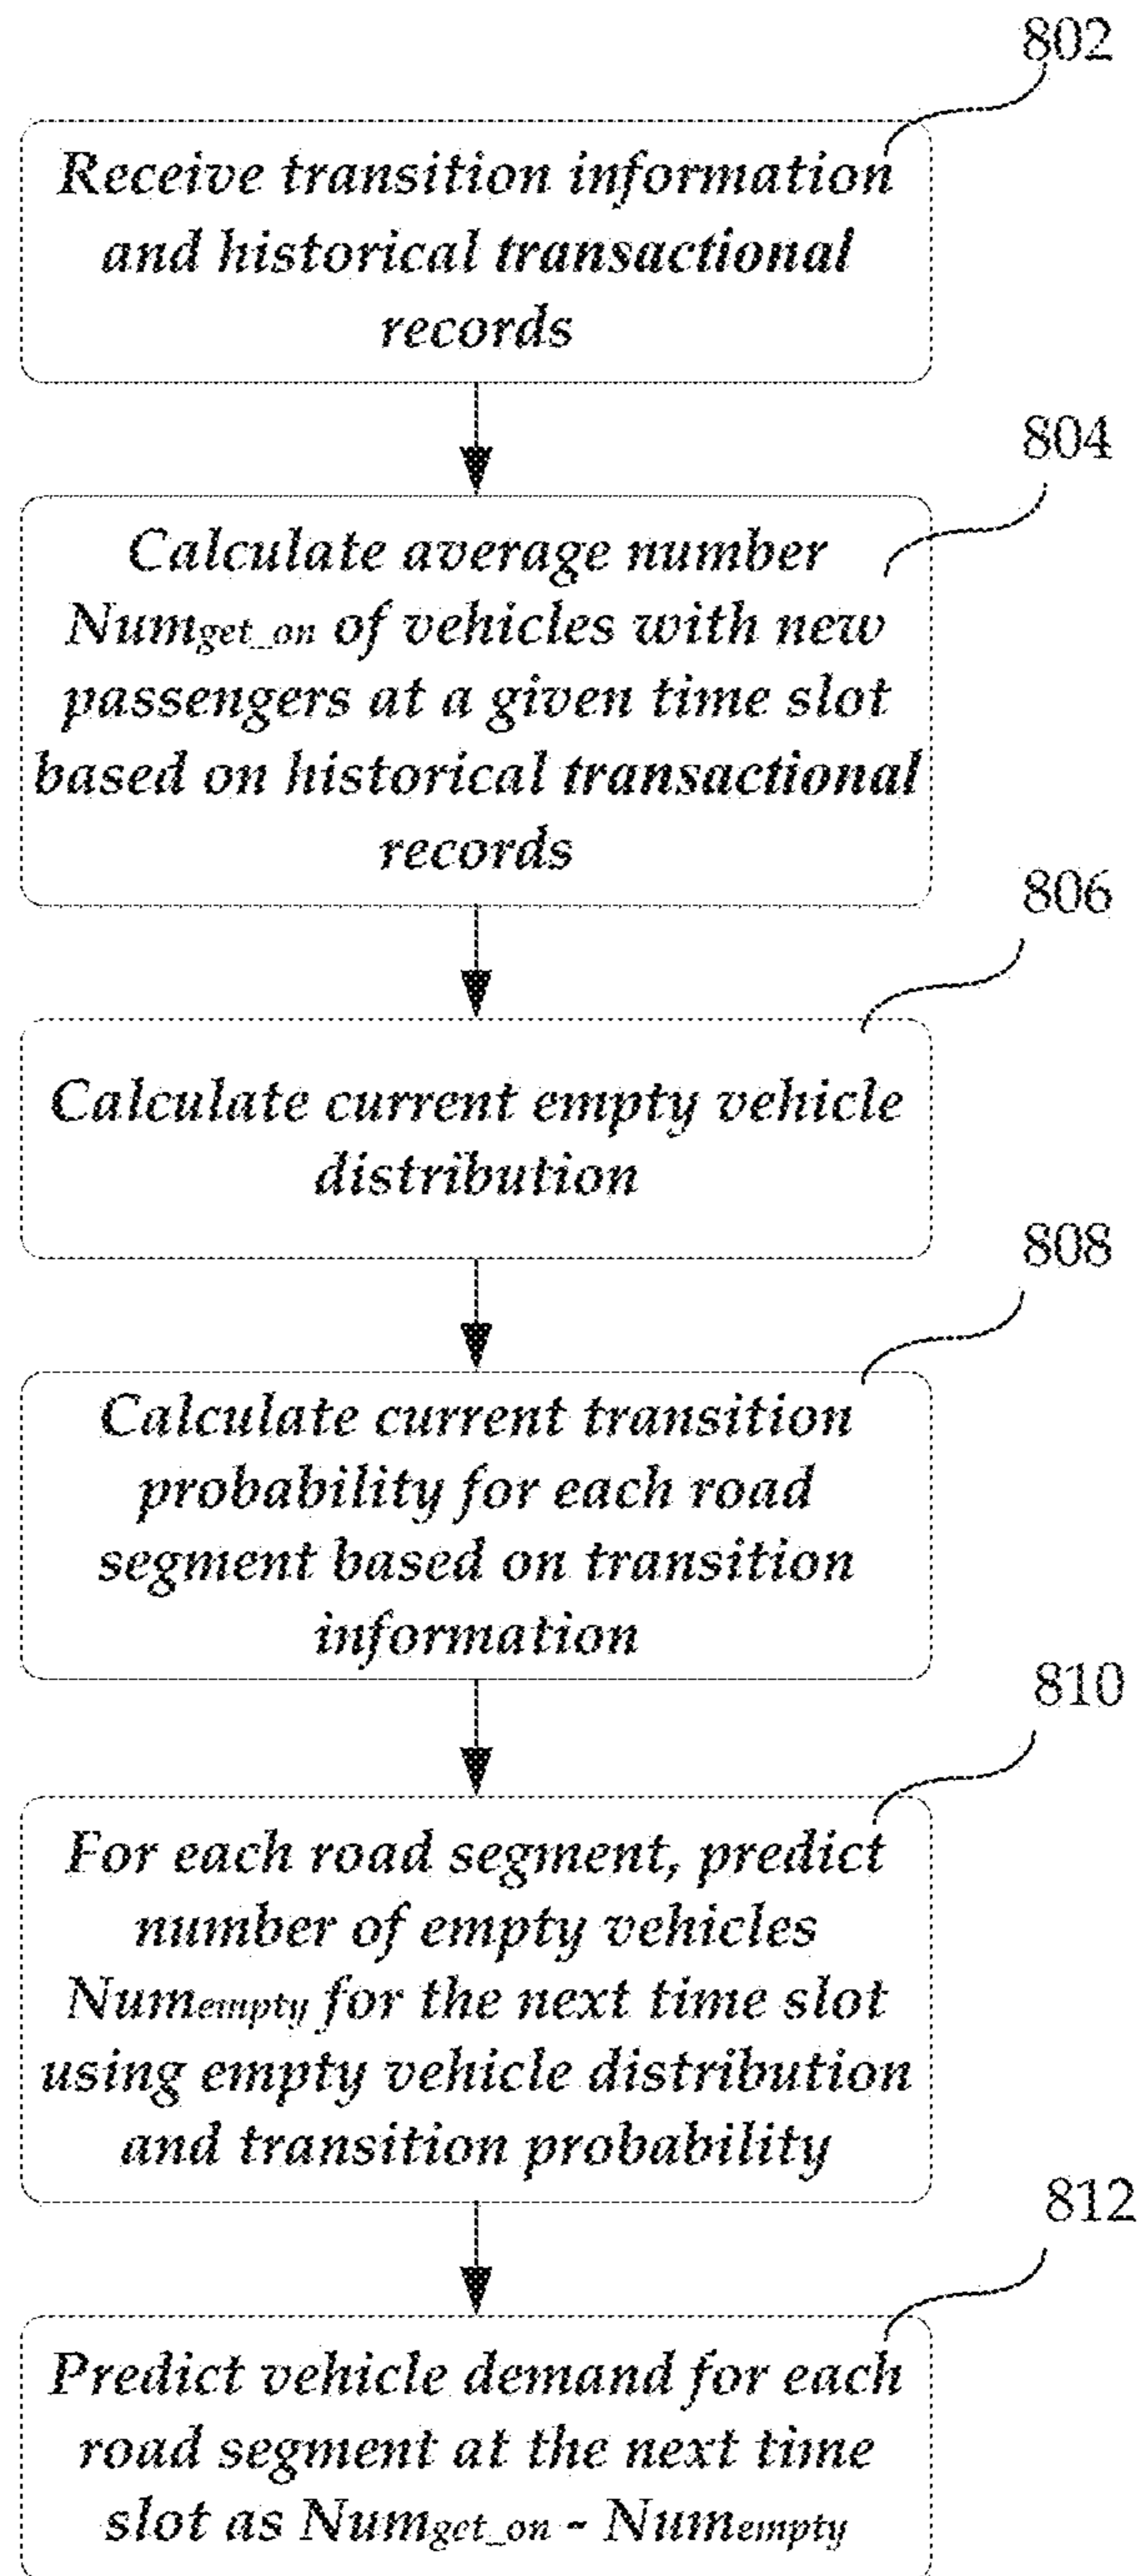 802
Receive transition information
and historical transactional
records
804
Calculate average number
Numget_on of vehicles with new
passengers at a given time slot
based on historical transactional
records
806
Calculate current empty vehicle
distribution
808
Calculate current transition
probability for each road
segment based on transition
information
810
For each road segment, predict
number of empty vehicles
Numempty for the next time slot
using empty vehicle distribution
and transition probability
812
Predict vehicle demand for each
road segment at the next time
slot as Numget_on - Numempty